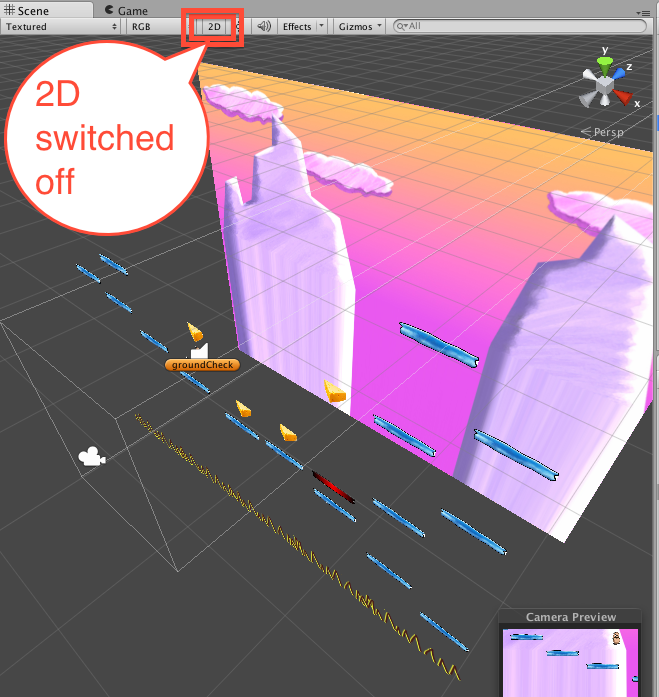 Scene
Game
Textured
RGB
2D
Effects
Gizmos
All
2D
switched
off
y
z
x
Persp
groundCheck
Camera Preview